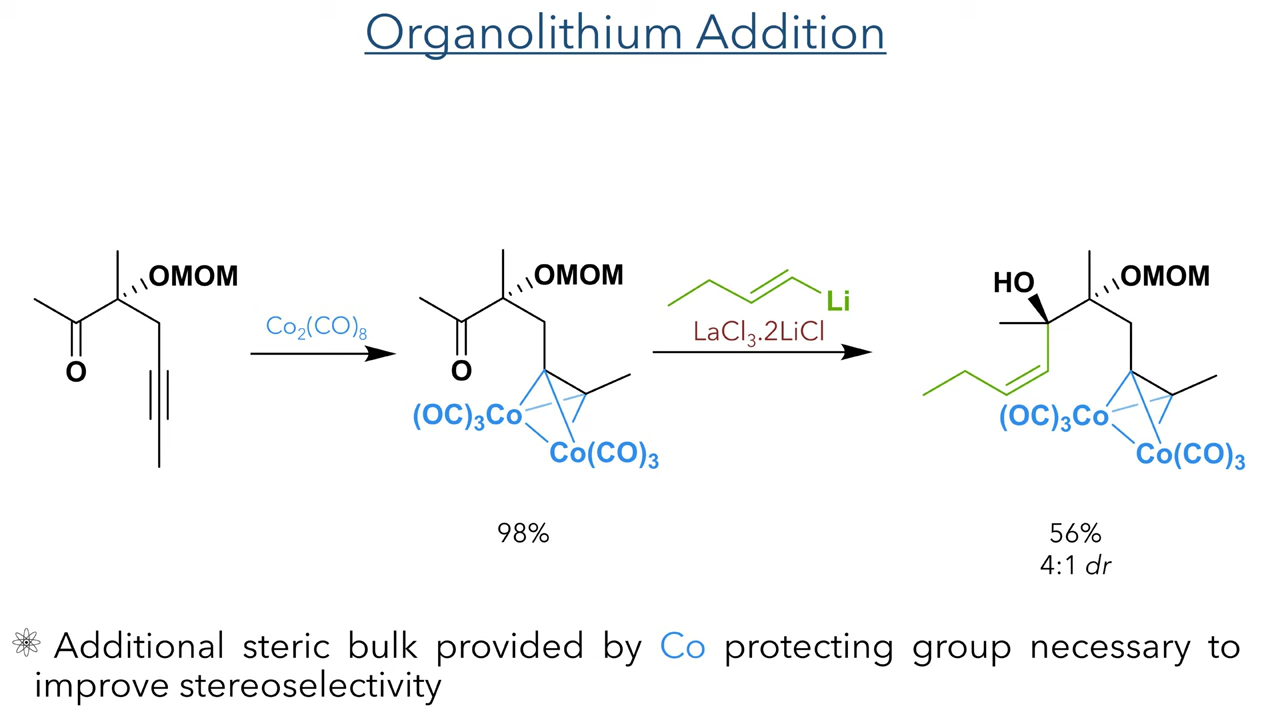 Organolithium Addition
OMOM
O
Co₂(CO)₈
OMOM
O
(OC)₃Co
Co(CO)₃
98%
Li
LaCl₃.2LiCl
HO
OMOM
(OC)₃Co
Co(CO)₃
56%
4:1 dr
Additional steric bulk provided by Co protecting group necessary to
improve stereoselectivity